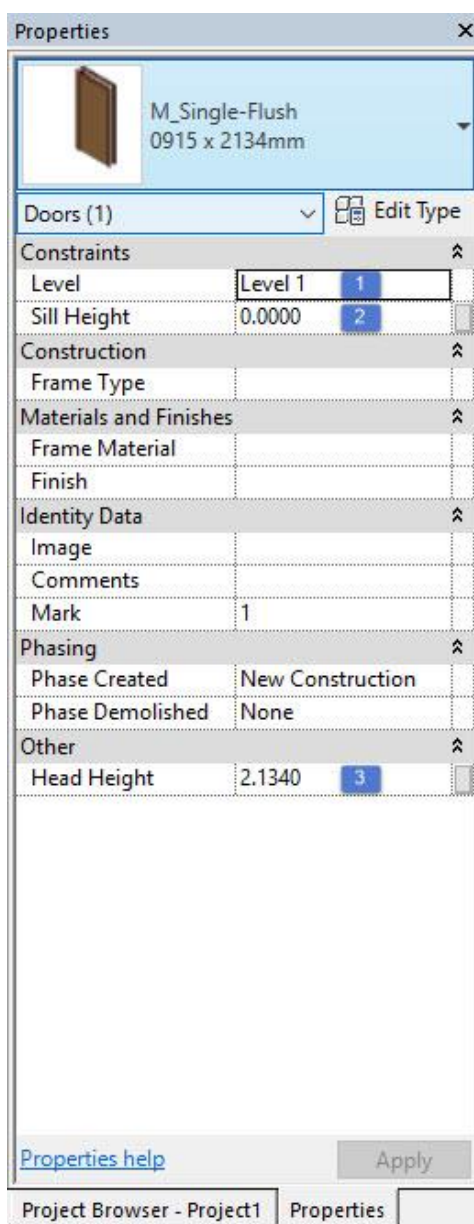 Properties
M_Single-Flush
0915 x 2134mm
Doors (1) Edit Type
Constraints
Level Level 1 1
Sill Height 0.0000 2
Construction
Frame Type
Materials and Finishes
Frame Material
Finish
Identity Data
Image
Comments
Mark 1
Phasing
Phase Created New Construction
Phase Demolished None
Other
Head Height 2.1340 3
Properties help Apply
Project Browser - Project1 Properties